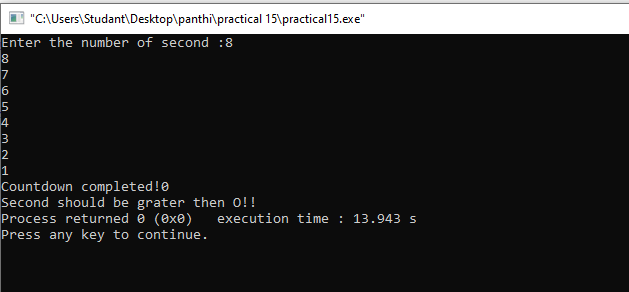 "C:\Users\Studant\Desktop\panthi\practical 15\practical15.exe"
Enter the number of second :8
8
7
6
5
4
3
2
1
Countdown completed!0
Second should be grater then O!!
Process returned 0 (0x0)   execution time : 13.943 s
Press any key to continue.